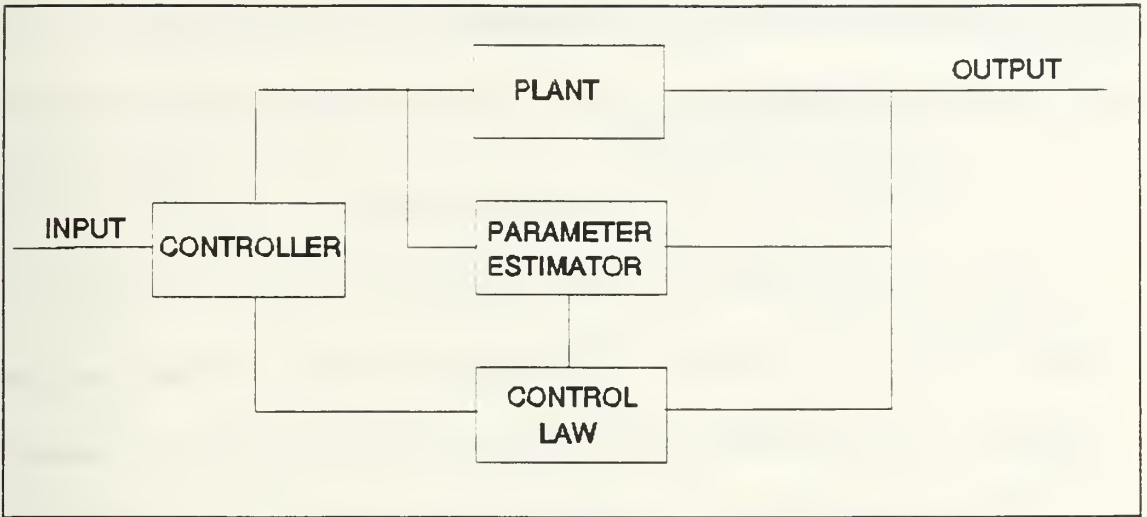 PLANT
OUTPUT
INPUT
CONTROLLER
PARAMETER
ESTIMATOR
CONTROL
LAW